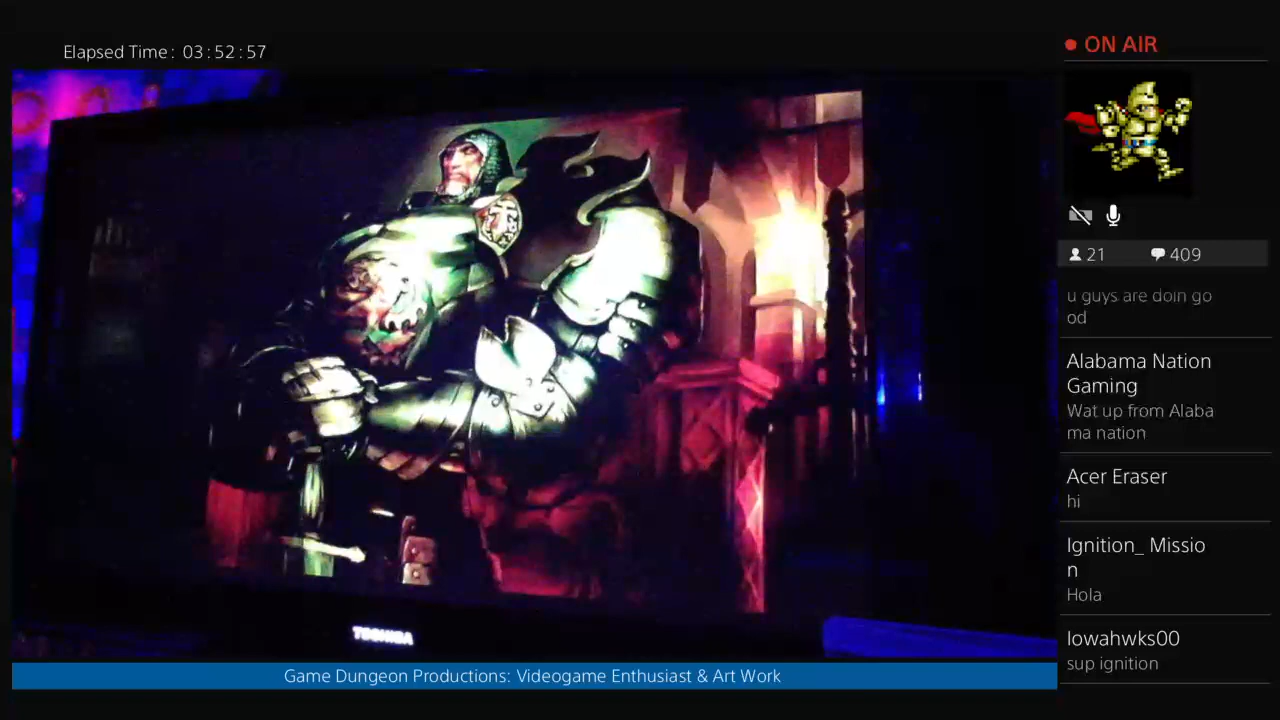 Elapsed Time: 03:52:57
ON AIR
21
409
u guys are doin go
od
Alabama Nation
Gaming
Wat up from Alaba
ma nation
Acer Eraser
hi
Ignition_ Missio
n
Hola
Iowahwks00
sup ignition
TOSHIBA
Game Dungeon Productions: Videogame Enthusiast & Art Work